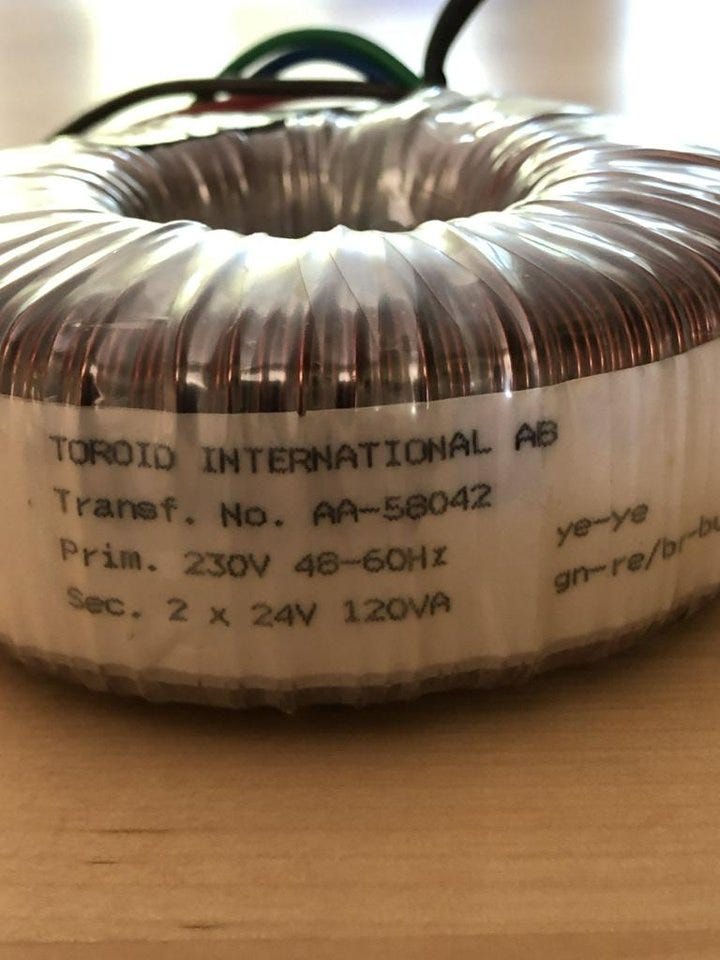 TOROID INTERNATIONAL AB
Transf. No. AA-58042
Prim. 230V 48-60Hz
Sec. 2 x 24V 120VA
ye-ye
gn-re/br-bu